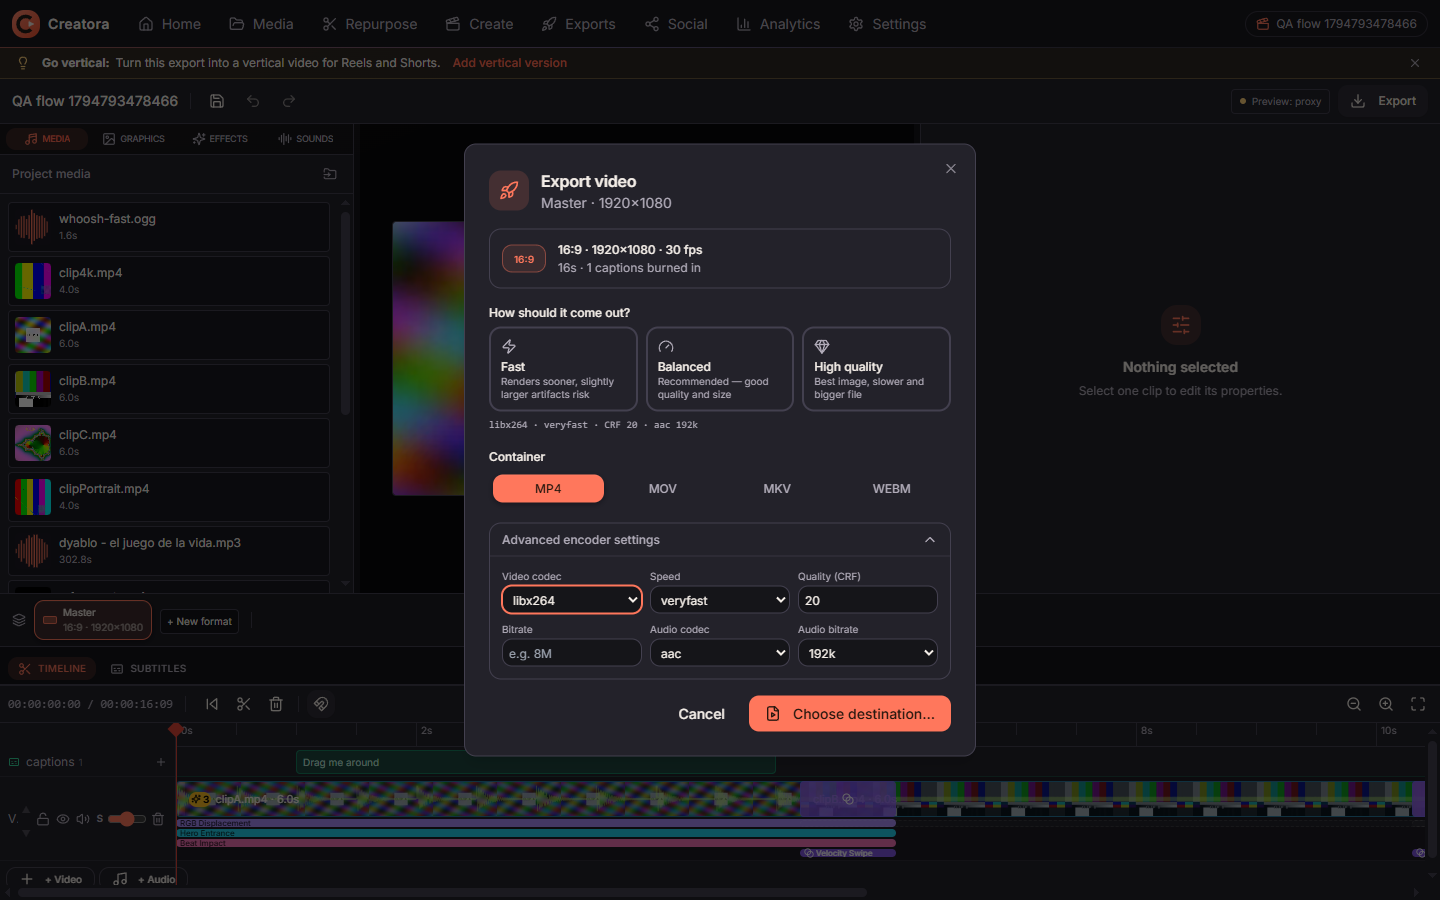 Creatora
Home
Media
Repurpose
Create
Exports
Social
Analytics
Settings
QA flow 1794793478466
Go vertical: Turn this export into a vertical video for Reels and Shorts. Add vertical version
QA flow 1794793478466
Preview: proxy
Export
MEDIA
GRAPHICS
EFFECTS
SOUNDS
Project media
whoosh-fast.ogg
1.6s
clip4k.mp4
4.0s
clipA.mp4
6.0s
clipB.mp4
6.0s
clipC.mp4
6.0s
clipPortrait.mp4
4.0s
dyablo - el juego de la vida.mp3
302.8s
Nothing selected
Select one clip to edit its properties.
Export video
Master · 1920×1080
16:9
16:9 · 1920×1080 · 30 fps
16s · 1 captions burned in
How should it come out?
Fast
Renders sooner, slightly
larger artifacts risk
Balanced
Recommended — good
quality and size
High quality
Best image, slower and
bigger file
libx264 · veryfast · CRF 20 · aac 192k
Container
MP4
MOV
MKV
WEBM
Advanced encoder settings
Video codec
Speed
Quality (CRF)
libx264
veryfast
20
Bitrate
Audio codec
Audio bitrate
e.g. 8M
aac
192k
Cancel
Choose destination...
Master
16:9 · 1920×1080
+ New format
TIMELINE
SUBTITLES
00:00:00:00 / 00:00:16:09
0s
2s
8s
10s
captions 1
Drag me around
V.
S
3
clipA.mp4 · 6.0s
RGB Displacement
Hero Entrance
Beat Impact
Velocity Swipe
+ Video
+ Audio